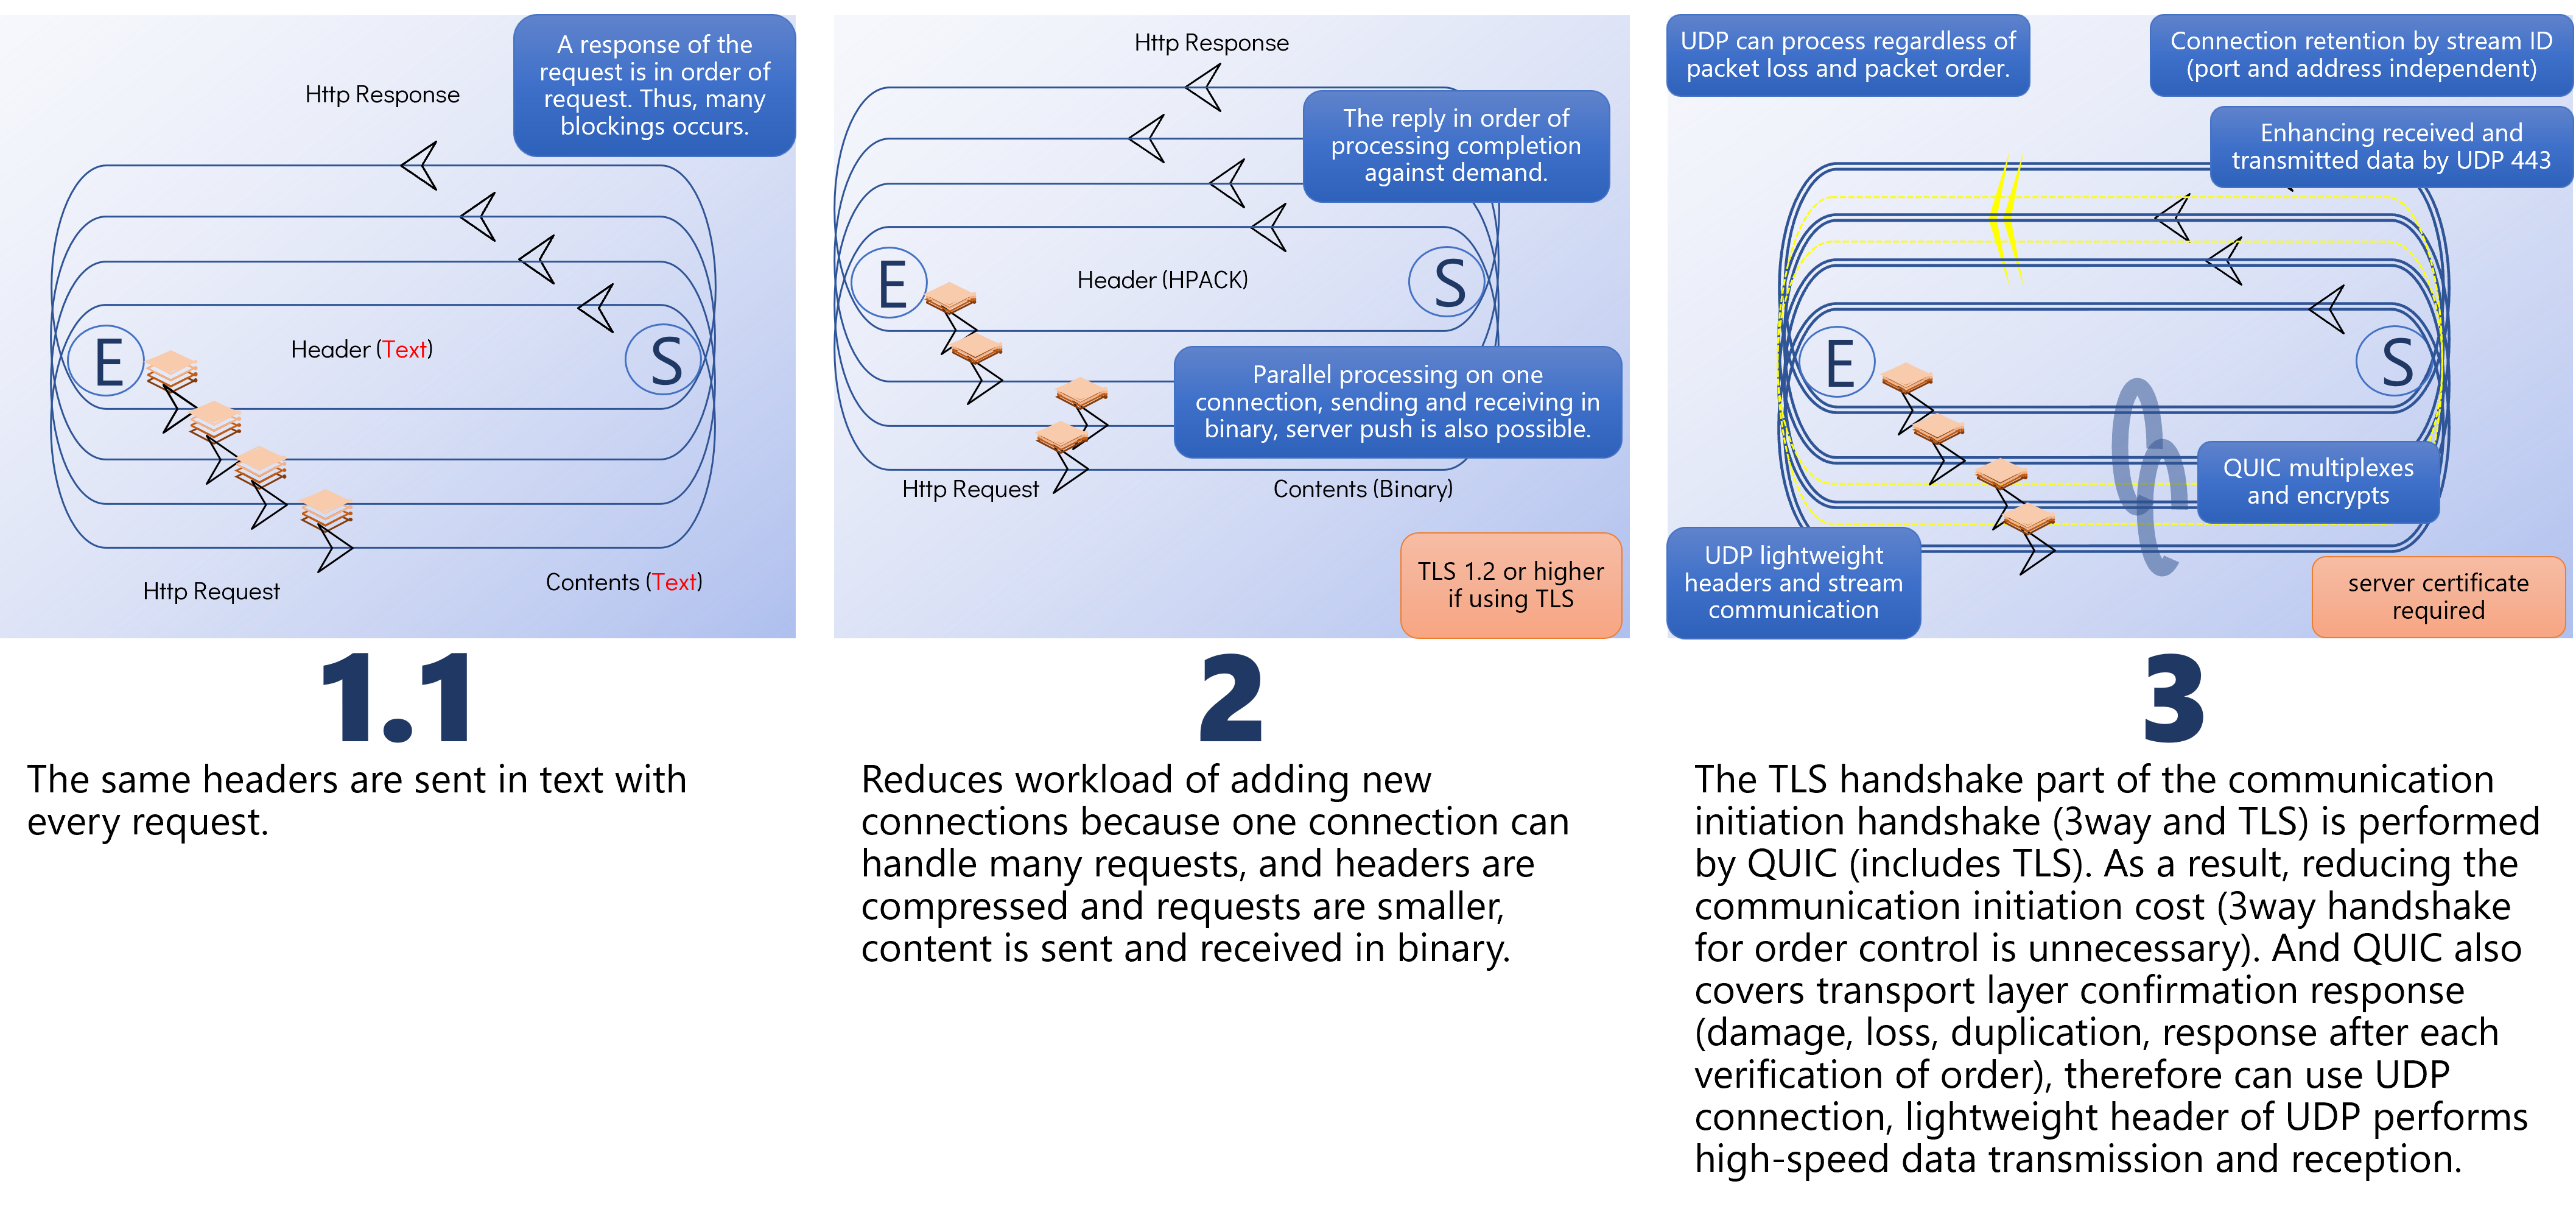 A response of the
request is in order of
request. Thus, many
blockings occurs.
Http Response
E
Header (Text)
S
Http Request
Contents (Text)
1.1
The same headers are sent in text with
every request.
Http Response
The reply in order of
processing completion
against demand.
E
Header (HPACK)
S
Parallel processing on one
connection, sending and receiving in
binary, server push is also possible.
Http Request
Contents (Binary)
TLS 1.2 or higher
if using TLS
2
Reduces workload of adding new
connections because one connection can
handle many requests, and headers are
compressed and requests are smaller,
content is sent and received in binary.
UDP can process regardless of
packet loss and packet order.
Connection retention by stream ID
(port and address independent)
Enhancing received and
transmitted data by UDP 443
E
S
QUIC multiplexes
and encrypts
UDP lightweight
headers and stream
communication
server certificate
required
3
The TLS handshake part of the communication
initiation handshake (3way and TLS) is performed
by QUIC (includes TLS). As a result, reducing the
communication initiation cost (3way handshake
for order control is unnecessary). And QUIC also
covers transport layer confirmation response
(damage, loss, duplication, response after each
verification of order), therefore can use UDP
connection, lightweight header of UDP performs
high-speed data transmission and reception.